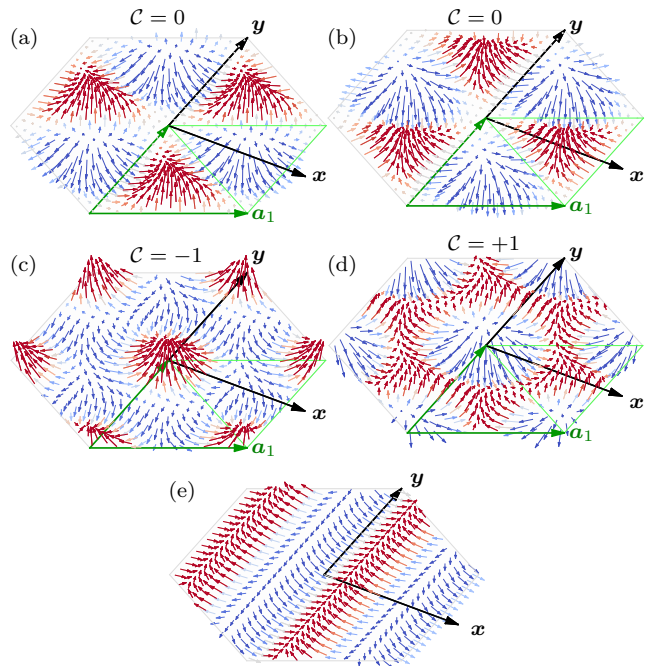 (a) C = 0 y
x
a1
(b) C = 0 y
x
a1
(c) C = −1 y
x
a1
(d) C = +1 y
x
a1
(e) y
x